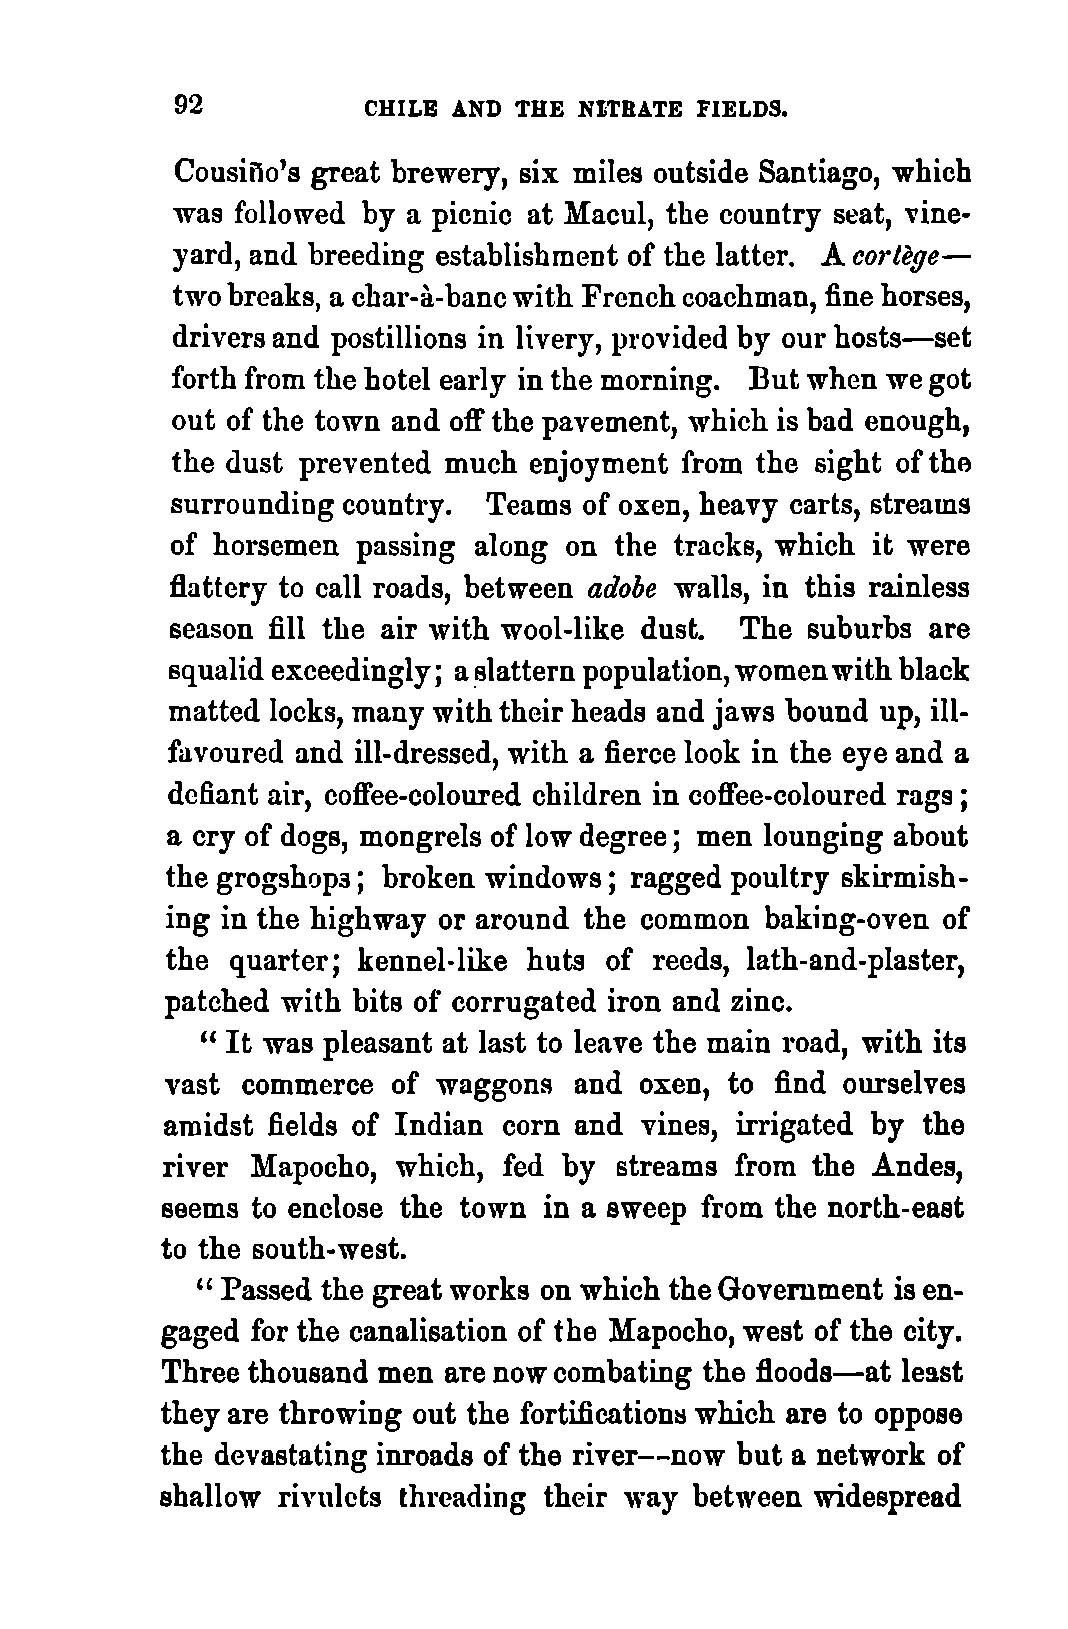 92 CHILE AND THE NITRATE FIELDS.
Cousiño's great brewery, six miles outside Santiago, which
was followed by a picnic at Macul, the country seat, vine-
yard, and breeding establishment of the latter. A cortège—
two breaks, a char-à-banc with French coachman, fine horses,
drivers and postillions in livery, provided by our hosts—set
forth from the hotel early in the morning. But when we got
out of the town and off the pavement, which is bad enough,
the dust prevented much enjoyment from the sight of the
surrounding country. Teams of oxen, heavy carts, streams
of horsemen passing along on the tracks, which it were
flattery to call roads, between adobe walls, in this rainless
season fill the air with wool-like dust. The suburbs are
squalid exceedingly; a slattern population, women with black
matted locks, many with their heads and jaws bound up, ill-
favoured and ill-dressed, with a fierce look in the eye and a
defiant air, coffee-coloured children in coffee-coloured rags;
a cry of dogs, mongrels of low degree; men lounging about
the grogshops; broken windows; ragged poultry skirmish-
ing in the highway or around the common baking-oven of
the quarter; kennel-like huts of reeds, lath-and-plaster,
patched with bits of corrugated iron and zinc.
"It was pleasant at last to leave the main road, with its
vast commerce of waggons and oxen, to find ourselves
amidst fields of Indian corn and vines, irrigated by the
river Mapocho, which, fed by streams from the Andes,
seems to enclose the town in a sweep from the north-east
to the south-west.
"Passed the great works on which the Government is en-
gaged for the canalisation of the Mapocho, west of the city.
Three thousand men are now combating the floods—at least
they are throwing out the fortifications which are to oppose
the devastating inroads of the river--now but a network of
shallow rivulets threading their way between widespread